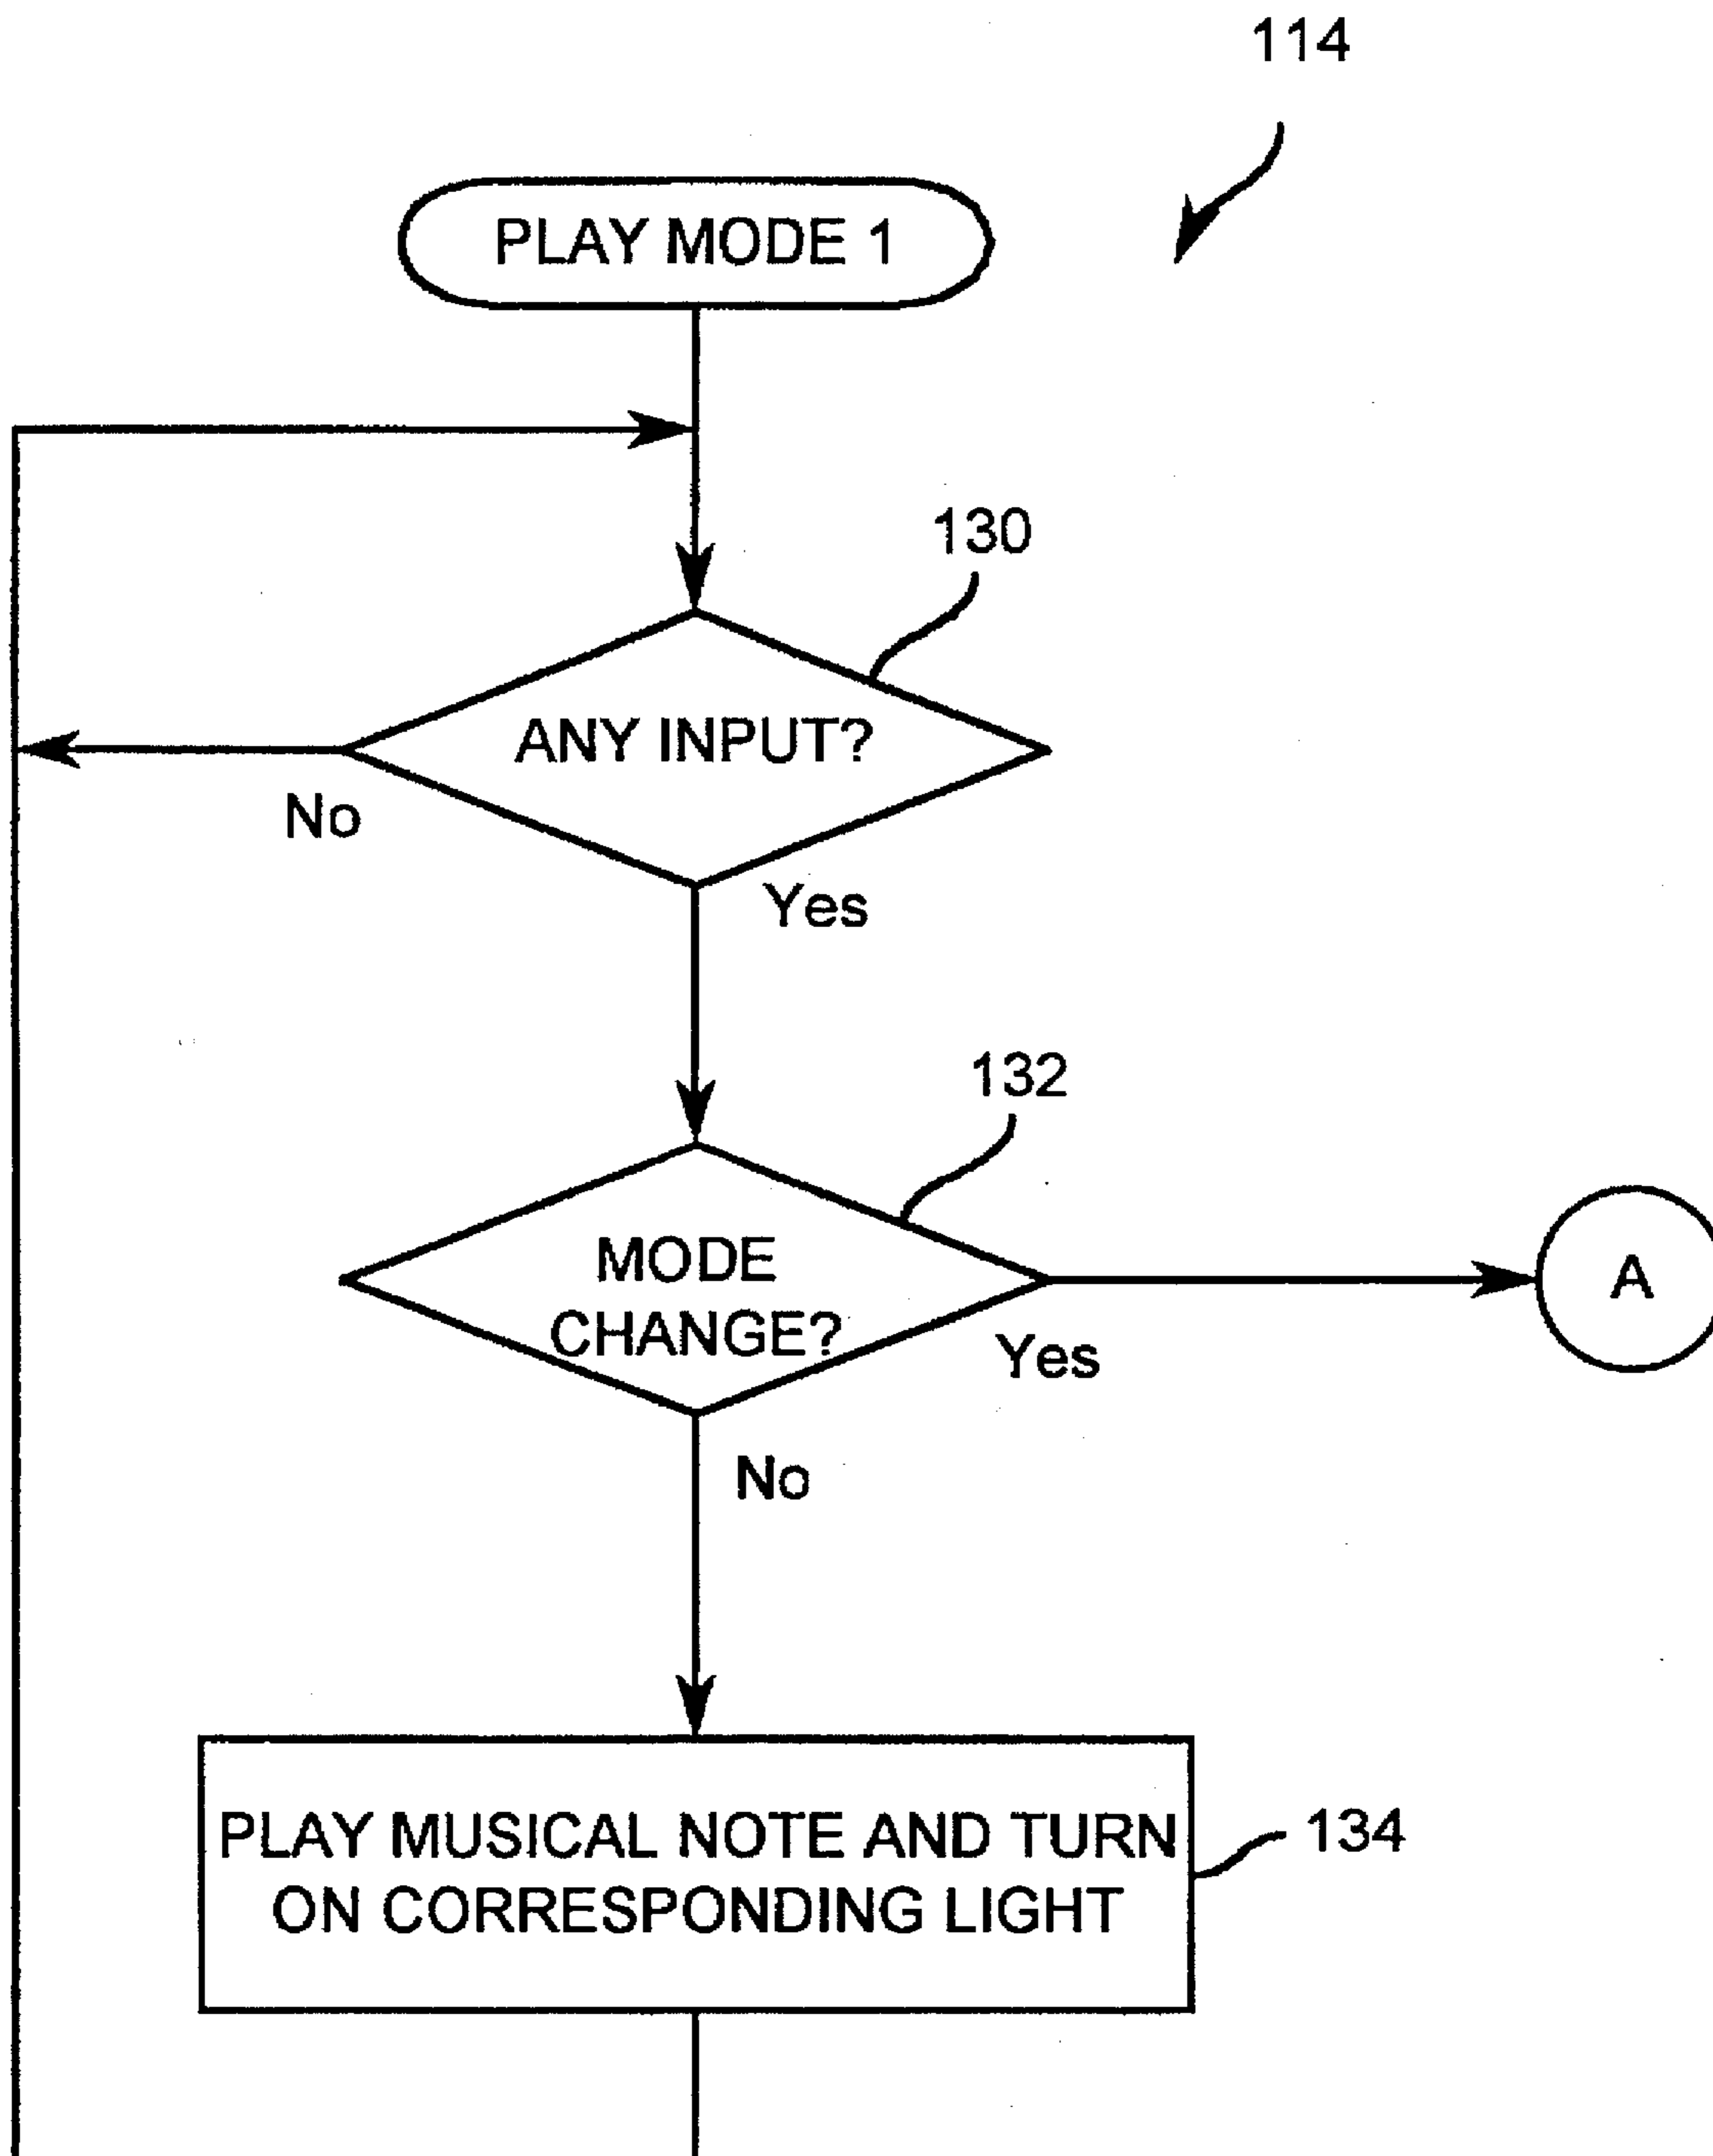 114
PLAY MODE 1
130
ANY INPUT?
No
Yes
132
MODE
CHANGE?
Yes
A
No
PLAY MUSICAL NOTE AND TURN
ON CORRESPONDING LIGHT
134